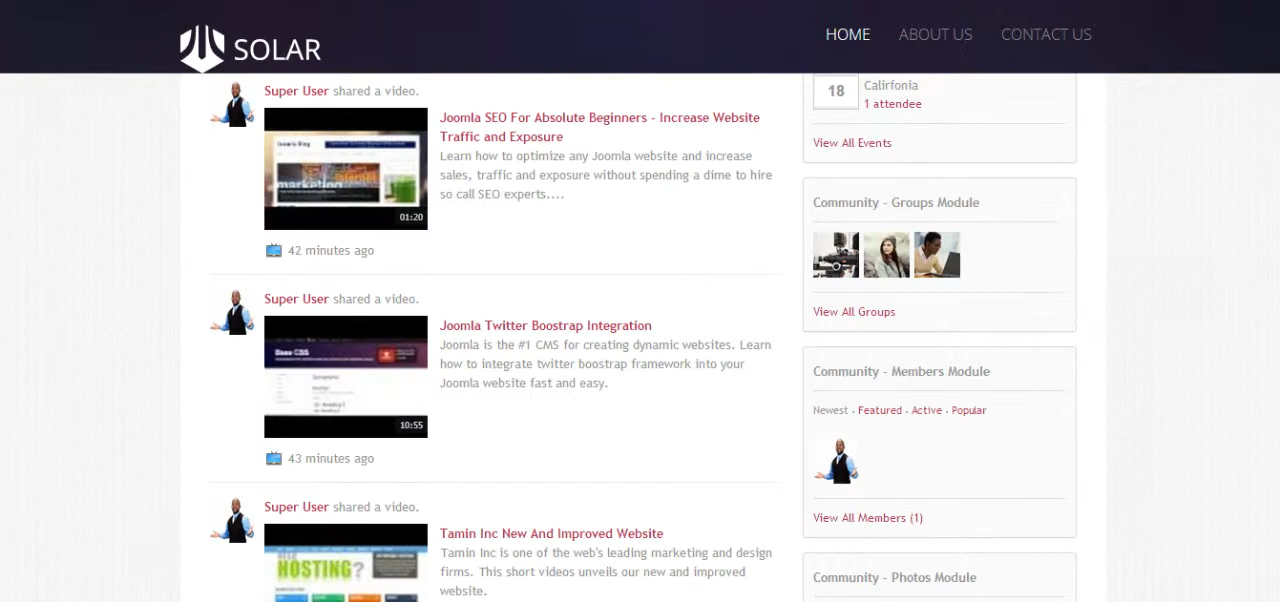 SOLAR
HOME
ABOUT US
CONTACT US
Super User shared a video.
01:20
Joomla SEO For Absolute Beginners - Increase Website
Traffic and Exposure
Learn how to optimize any Joomla website and increase
sales, traffic and exposure without spending a dime to hire
so call SEO experts....
42 minutes ago
Super User shared a video.
10:55
Joomla Twitter Boostrap Integration
Joomla is the #1 CMS for creating dynamic websites. Learn
how to integrate twitter boostrap framework into your
Joomla website fast and easy.
43 minutes ago
Super User shared a video.
HOSTING?
Tamin Inc New And Improved Website
Tamin Inc is one of the web's leading marketing and design
firms. This short videos unveils our new and improved
website.
18
Califonia
1 attendee
View All Events
Community - Groups Module
View All Groups
Community - Members Module
Newest - Featured - Active - Popular
View All Members (1)
Community - Photos Module